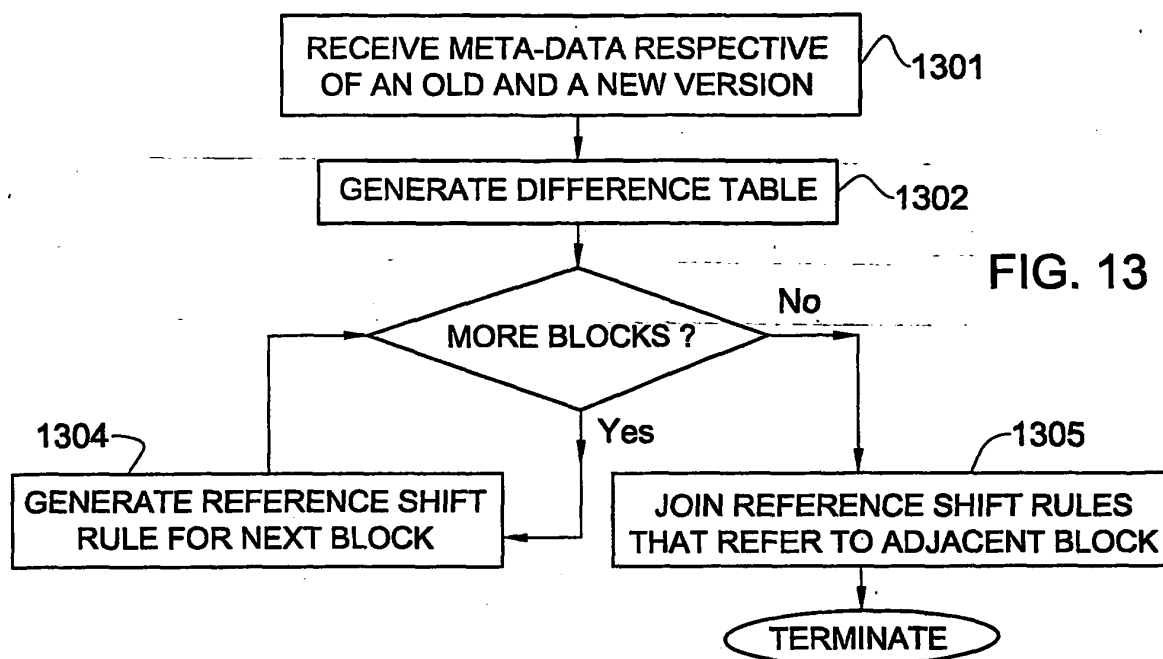 RECEIVE META-DATA RESPECTIVE
OF AN OLD AND A NEW VERSION
1301
GENERATE DIFFERENCE TABLE
1302
FIG. 13
MORE BLOCKS ?
No
Yes
1304
GENERATE REFERENCE SHIFT
RULE FOR NEXT BLOCK
1305
JOIN REFERENCE SHIFT RULES
THAT REFER TO ADJACENT BLOCK
TERMINATE